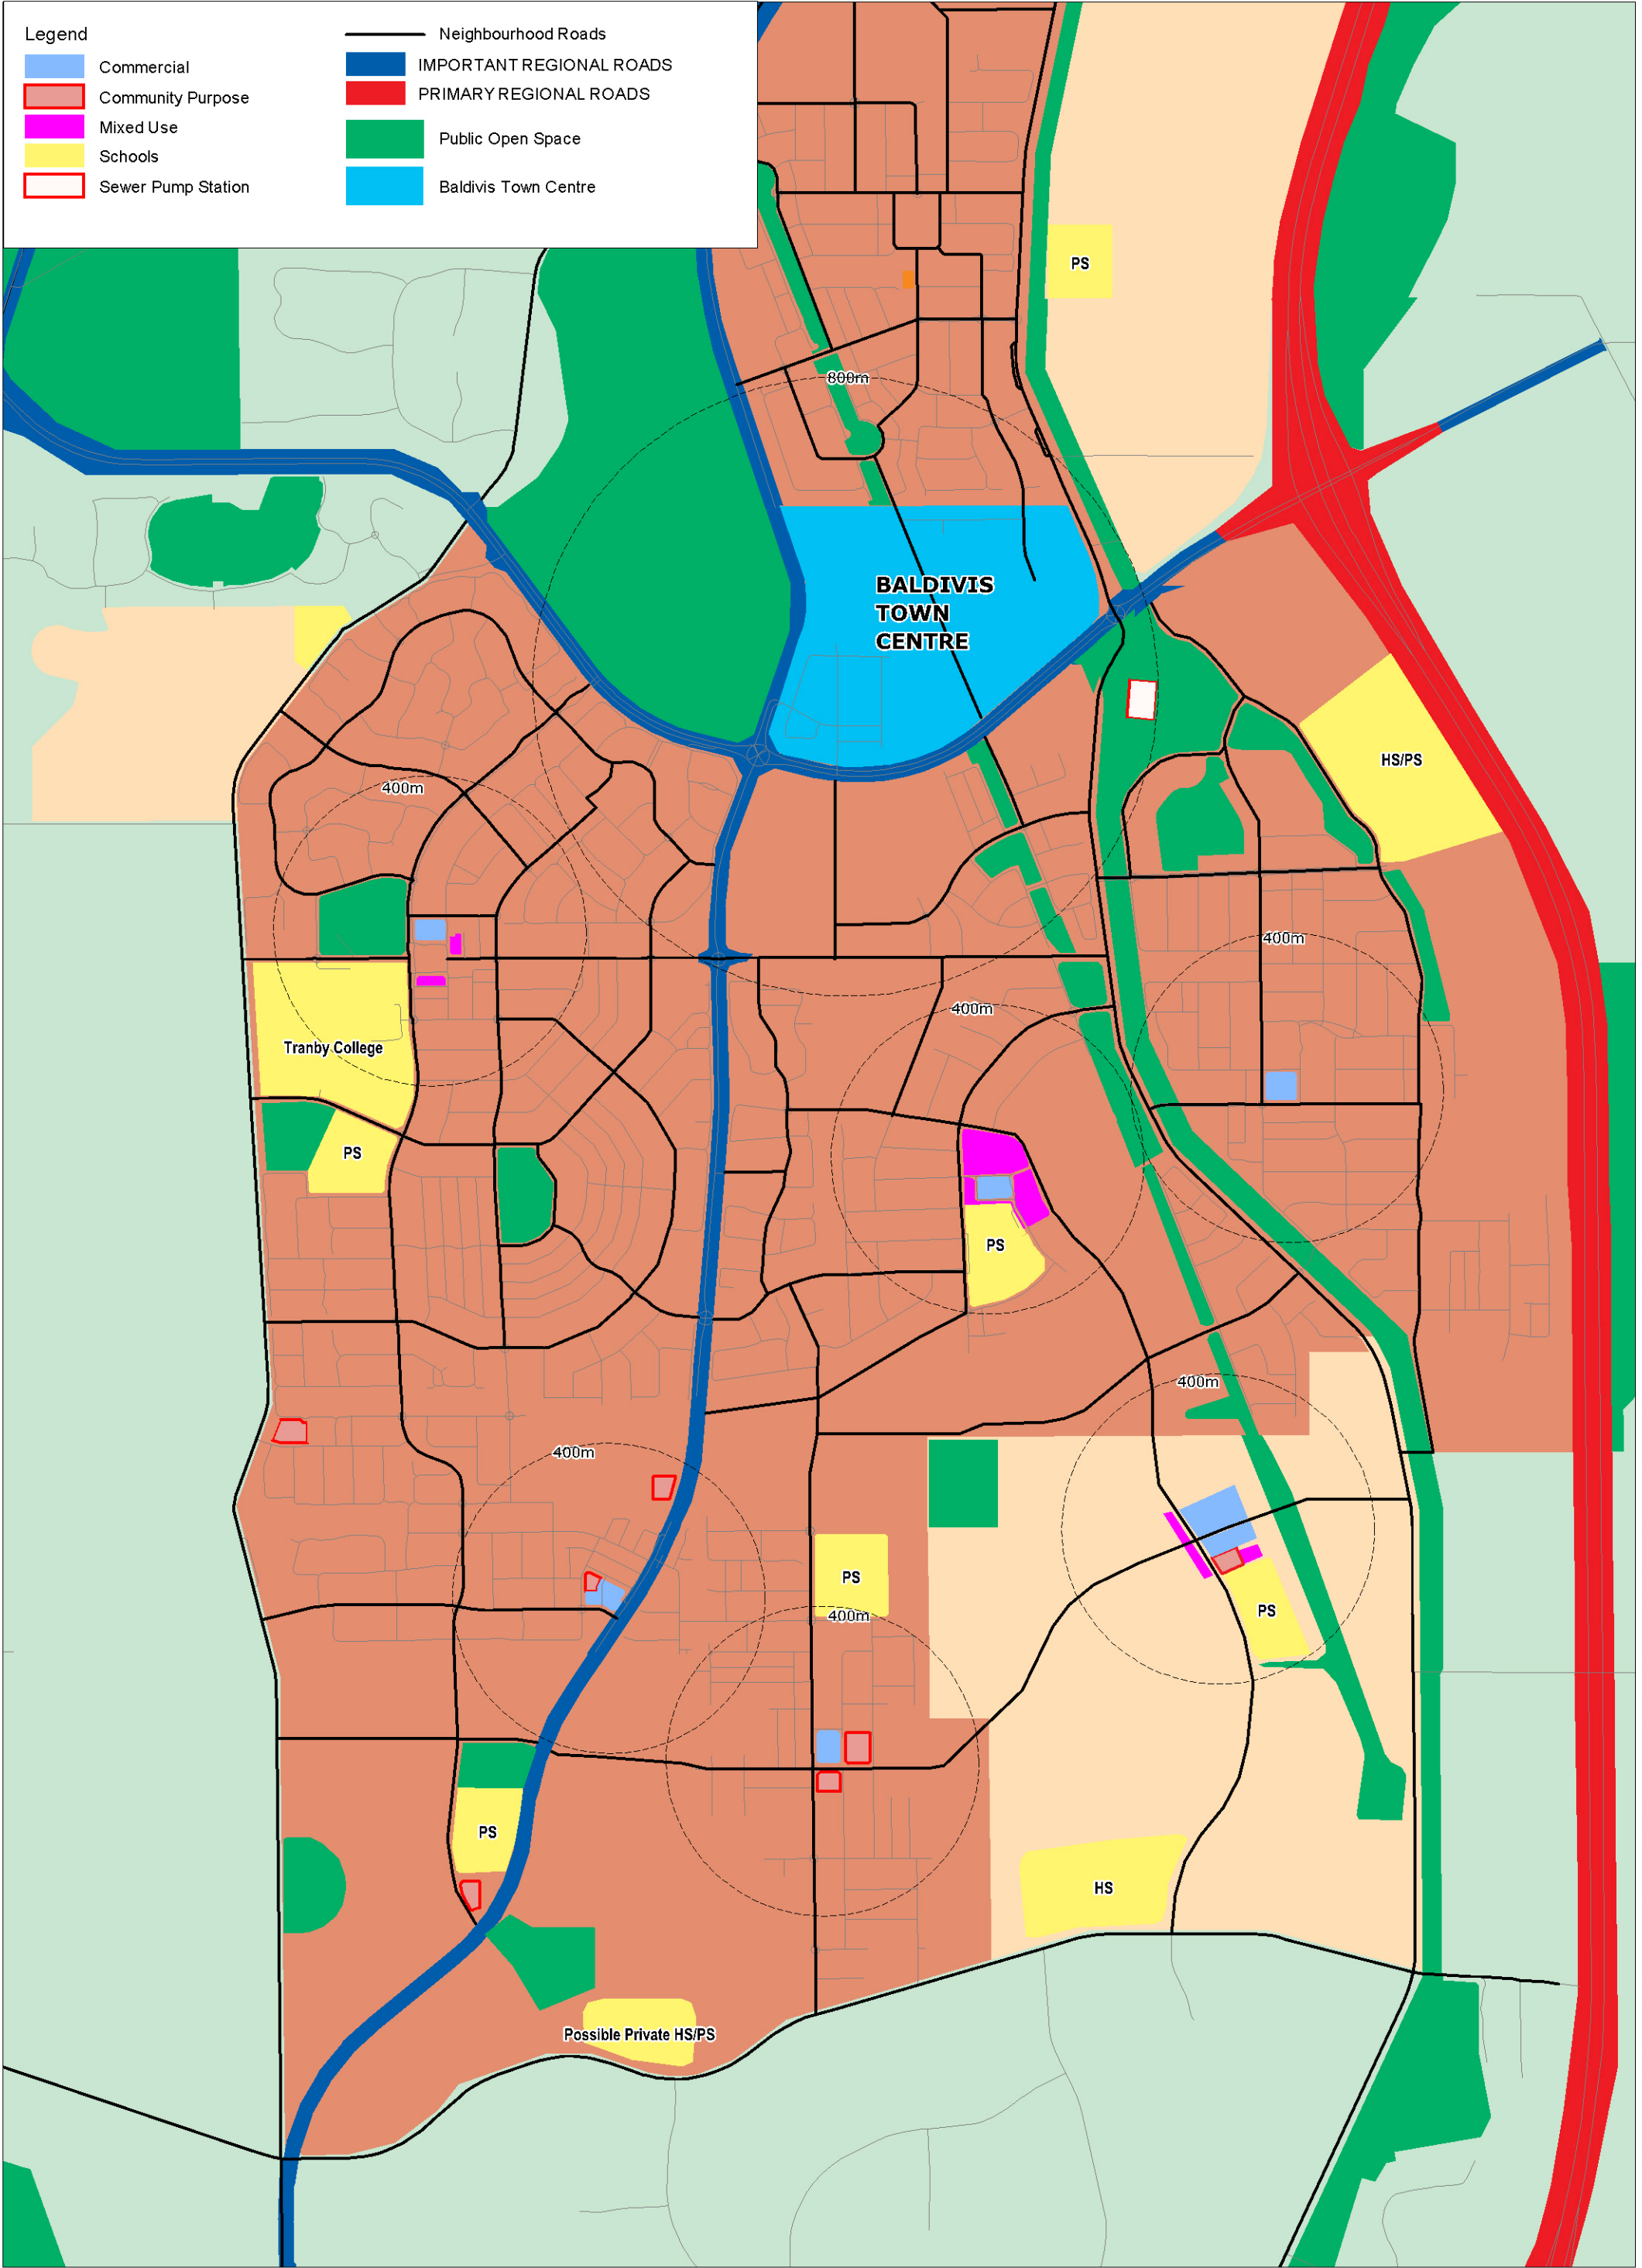 Legend
Commercial
Community Purpose
Mixed Use
Schools
Sewer Pump Station
Neighbourhood Roads
IMPORTANT REGIONAL ROADS
PRIMARY REGIONAL ROADS
Public Open Space
Baldivis Town Centre
PS
800m
BALDIVIS
TOWN
CENTRE
HS/PS
400m
400m
400m
Tranby College
PS
PS
400m
400m
PS
400m
PS
PS
HS
Possible Private HS/PS